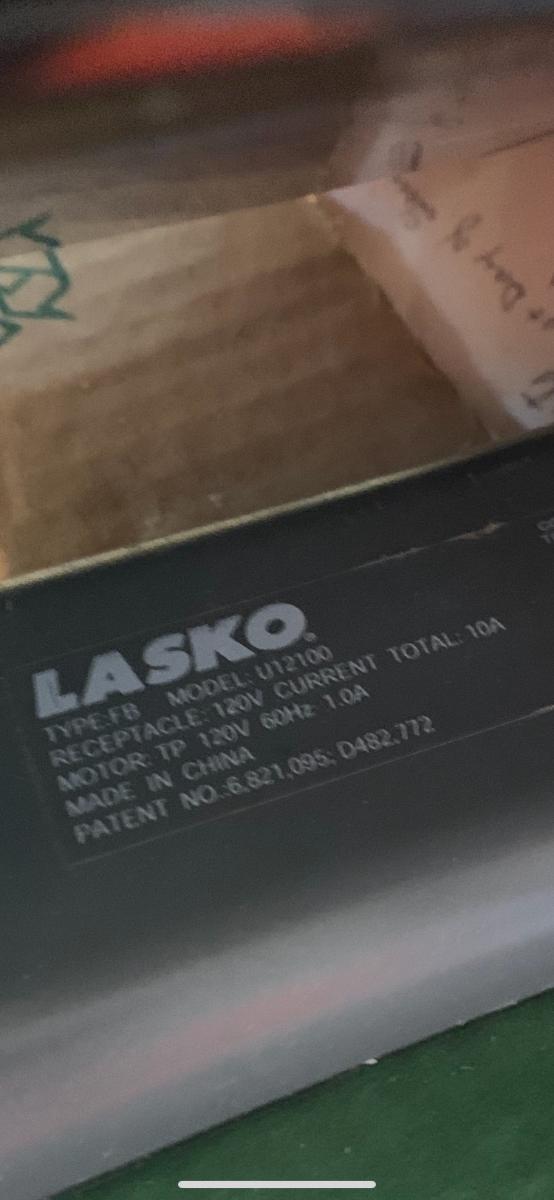 LASKO®
TYPE:FB MODEL: U12100
RECEPTACLE: 120V CURRENT TOTAL: 10A
MOTOR: TP 120V 60Hz 1.0A
MADE IN CHINA
PATENT NO.:6,821,095; D482,772